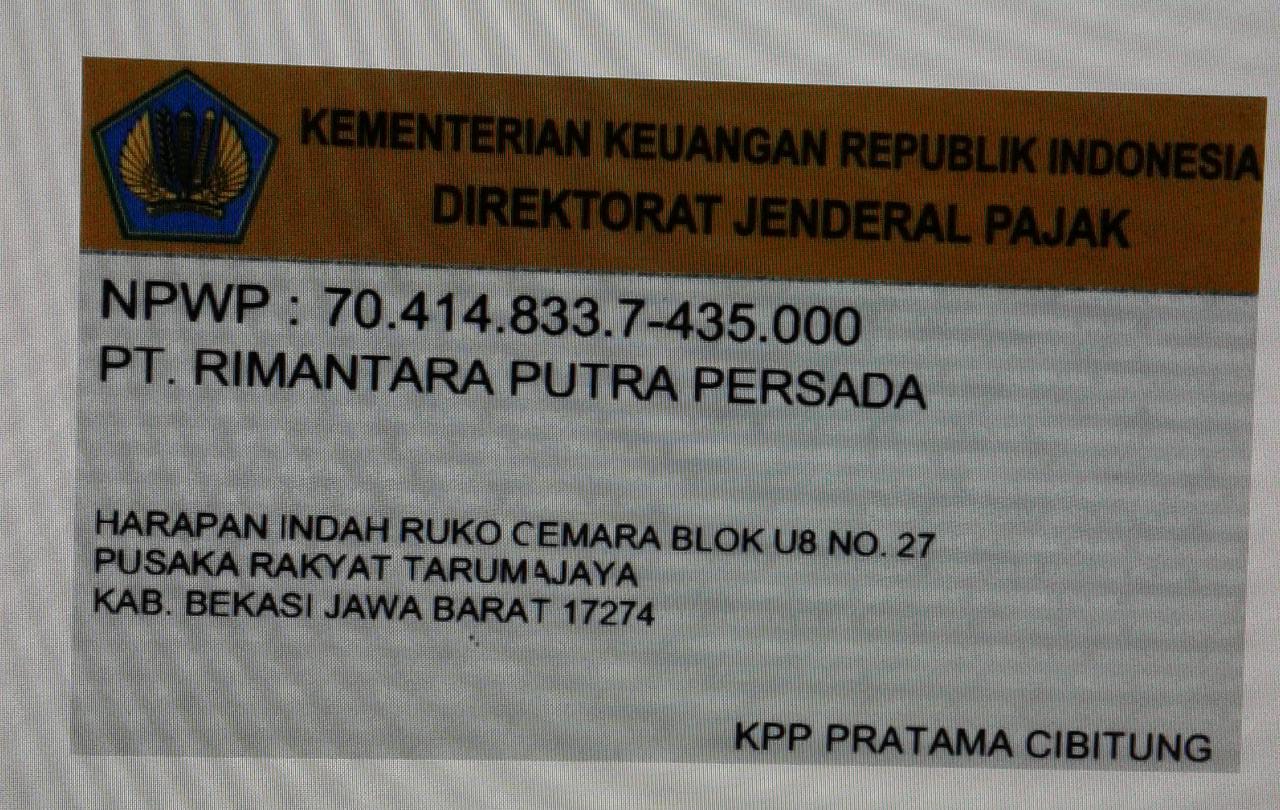 KEMENTERIAN KEUANGAN REPUBLIK INDONESIA
DIREKTORAT JENDERAL PAJAK
NPWP : 70.414.833.7-435.000
PT. RIMANTARA PUTRA PERSADA
HARAPAN INDAH RUKO CEMARA BLOK U8 NO. 27
PUSAKA RAKYAT TARUMAJAYA
KAB. BEKASI JAWA BARAT 17274
KPP PRATAMA CIBITUNG